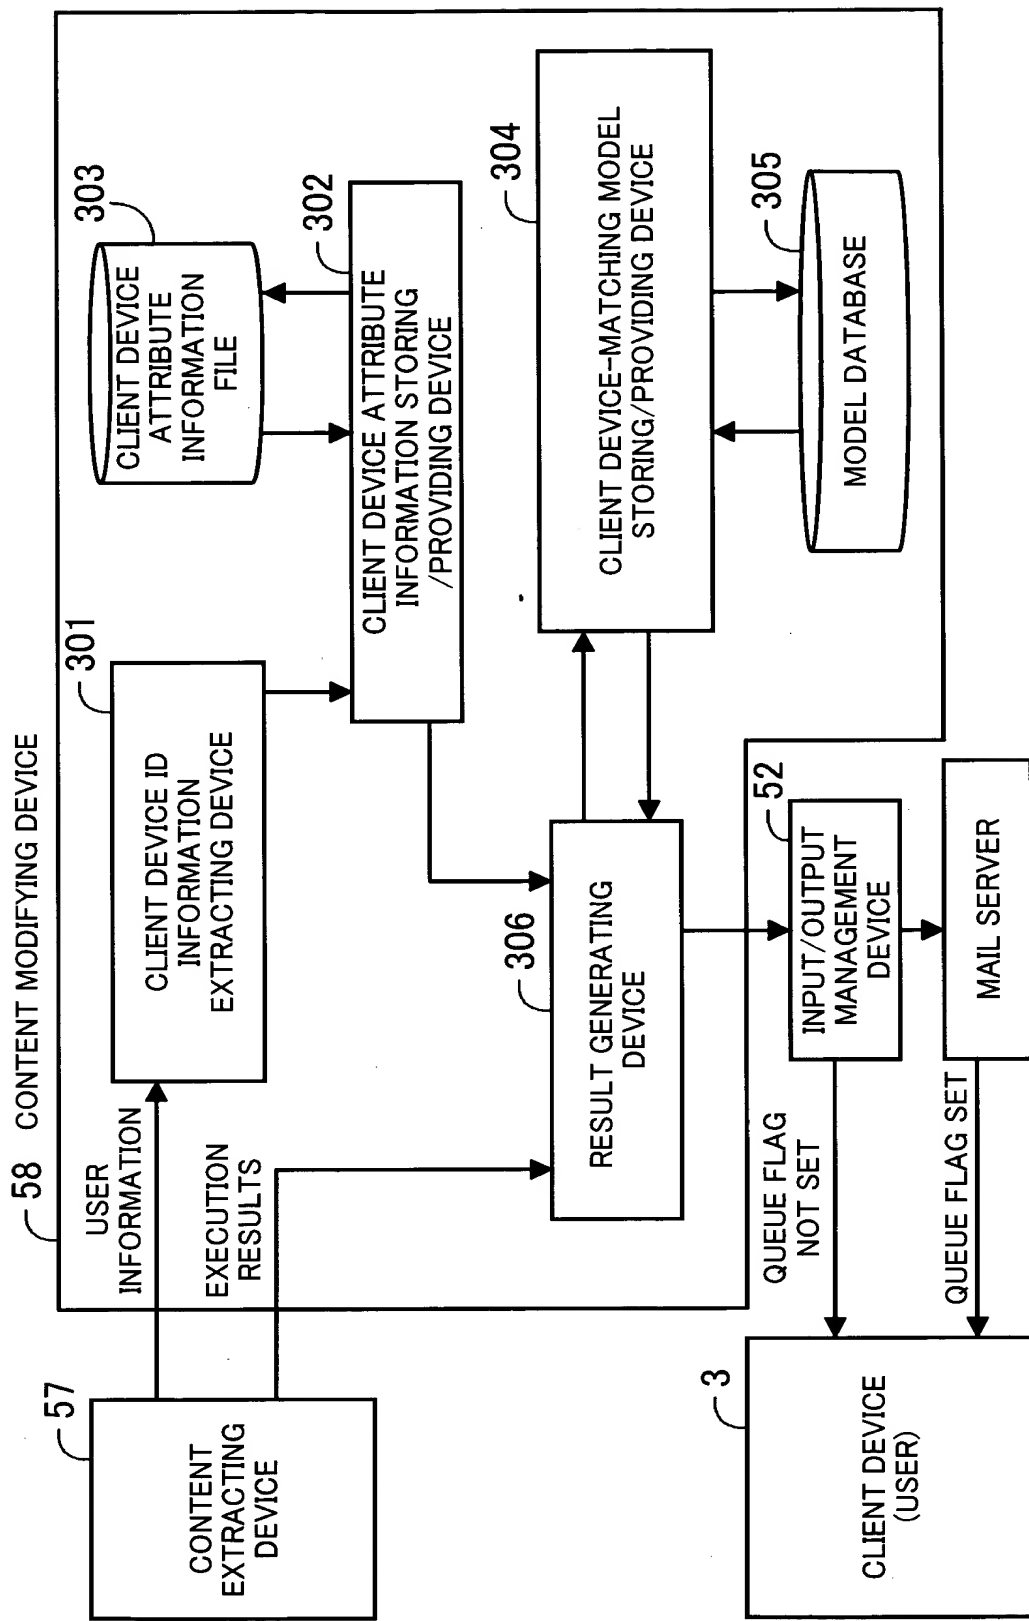 58 CONTENT MODIFYING DEVICE
57
CONTENT
EXTRACTING
DEVICE
USER
INFORMATION
EXECUTION
RESULTS
301
CLIENT DEVICE ID
INFORMATION
EXTRACTING DEVICE
303
CLIENT DEVICE
ATTRIBUTE
INFORMATION
FILE
302
CLIENT DEVICE ATTRIBUTE
INFORMATION STORING
/PROVIDING DEVICE
304
CLIENT DEVICE-MATCHING MODEL
STORING/PROVIDING DEVICE
305
MODEL DATABASE
306
RESULT GENERATING
DEVICE
52
INPUT/OUTPUT
MANAGEMENT
DEVICE
MAIL SERVER
QUEUE FLAG
NOT SET
QUEUE FLAG SET
3
CLIENT DEVICE
(USER)